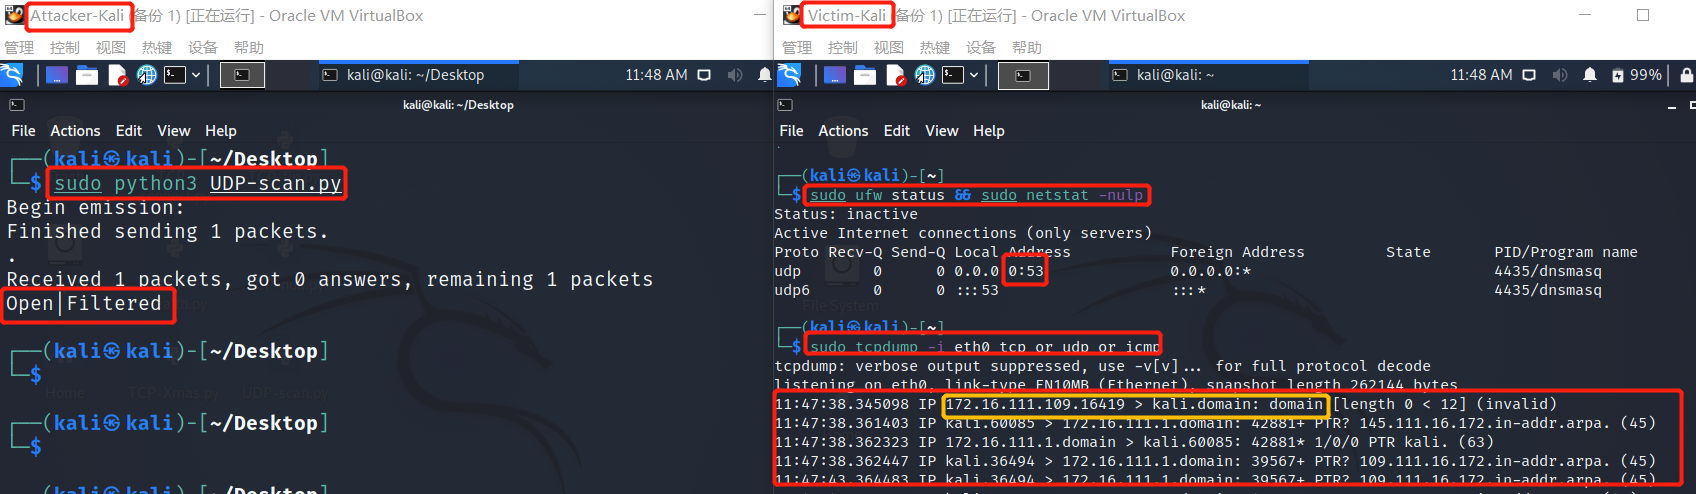 Attacker-Kali (备份 1) [正在运行] - Oracle VM VirtualBox
管理 控制 视图 热键 设备 帮助
kali@kali: ~/Desktop 11:48 AM
kali@kali: ~/Desktop
File Actions Edit View Help
┌──(kali㉿kali)-[~/Desktop]
└─$ sudo python3 UDP-scan.py
Begin emission:
Finished sending 1 packets.
.
Received 1 packets, got 0 answers, remaining 1 packets
Open|Filtered
┌──(kali㉿kali)-[~/Desktop]
└─$
Home TCP-Xmas.py UDP-scan.py
┌──(kali㉿kali)-[~/Desktop]
└─$
Victim-Kali (备份 1) [正在运行] - Oracle VM VirtualBox
管理 控制 视图 热键 设备 帮助
kali@kali: ~ 11:48 AM 99%
kali@kali: ~
File Actions Edit View Help
┌──(kali㉿kali)-[~]
└─$ sudo ufw status && sudo netstat -nulp
Status: inactive
Active Internet connections (only servers)
Proto Recv-Q Send-Q Local Address Foreign Address State PID/Program name
udp 0 0 0.0.0.0:53 0.0.0.0:* 4435/dnsmasq
udp6 0 0 :::53 :::* 4435/dnsmasq
File System
┌──(kali㉿kali)-[~]
└─$ sudo tcpdump -i eth0 tcp or udp or icmp
tcpdump: verbose output suppressed, use -v[v]... for full protocol decode
listening on eth0, link-type EN10MB (Ethernet), snapshot length 262144 bytes
11:47:38.345098 IP 172.16.111.109.16419 > kali.domain: domain [length 0 < 12] (invalid)
11:47:38.361403 IP kali.60085 > 172.16.111.1.domain: 42881+ PTR? 145.111.16.172.in-addr.arpa. (45)
11:47:38.362323 IP 172.16.111.1.domain > kali.60085: 42881* 1/0/0 PTR kali. (63)
11:47:38.362447 IP kali.36494 > 172.16.111.1.domain: 39567+ PTR? 109.111.16.172.in-addr.arpa. (45)
11:47:43.364483 IP kali.36494 > 172.16.111.1.domain: 39567+ PTR? 109.111.16.172.in-addr.arpa. (45)